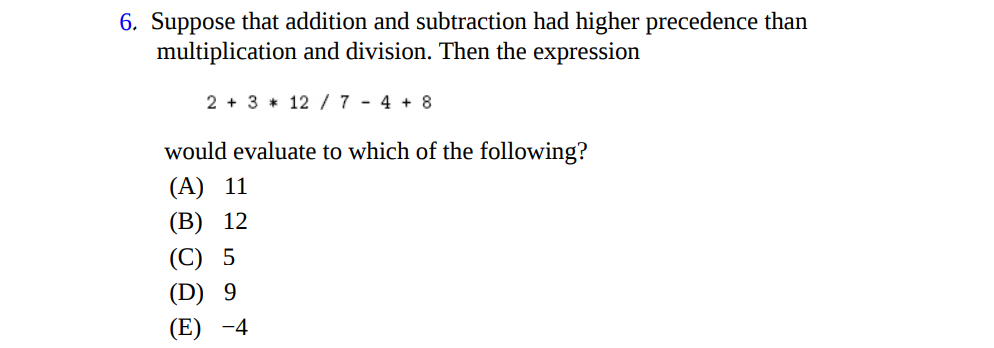 6. Suppose that addition and subtraction had higher precedence than
multiplication and division. Then the expression
2 + 3 * 12 / 7 - 4 + 8
would evaluate to which of the following?
(A) 11
(B) 12
(C) 5
(D) 9
(E) −4